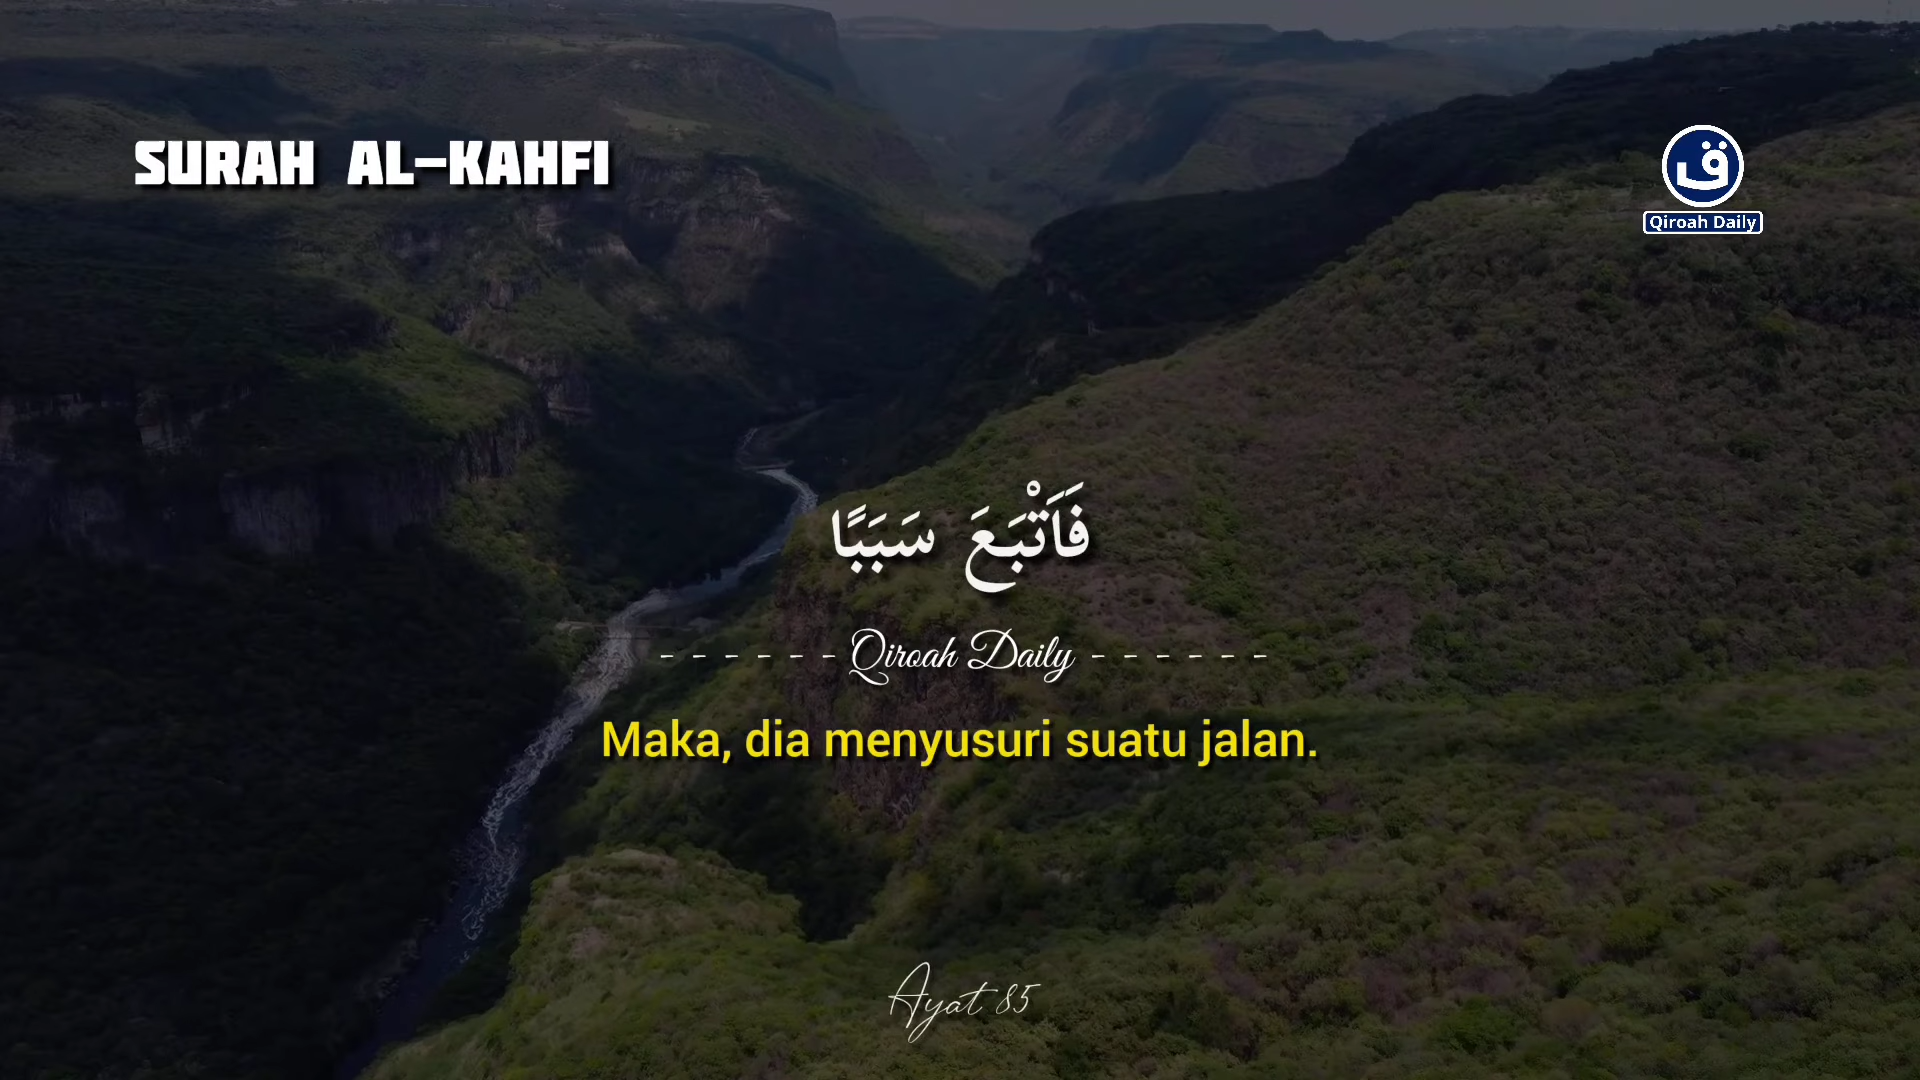 SURAH AL-KAHFI
ق
Qiroah Daily
فَاَتْبَعَ سَبَبًا
- - - - - - Qiroah Daily - - - - - -
Maka, dia menyusuri suatu jalan.
Ayat 85